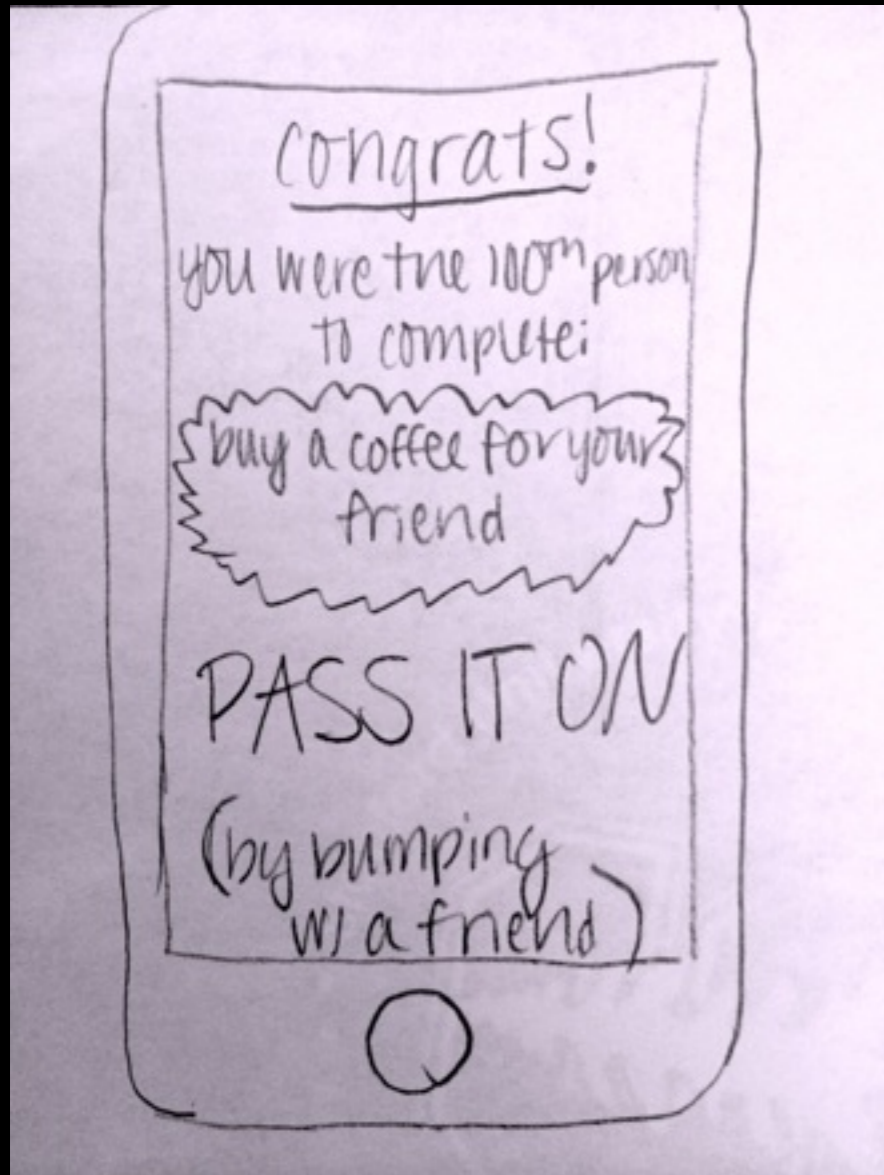 congrats!
you were the 100th person
to complete:
buy a coffee for your
friend
PASS IT ON
(by bumping
w/ a friend)